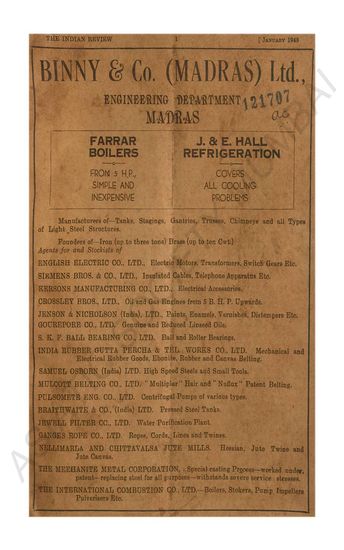 THE INDIAN REVIEW 1 [ JANUARY 1948
BINNY & Co. (MADRAS) Ltd.,
ENGINEERING DEPARTMENT
121707
MADRAS
FARRAR
BOILERS
FROM 5 H.P.,
SIMPLE AND
INEXPENSIVE
J. & E. HALL
REFRIGERATION
COVERS
ALL COOLING
PROBLEMS
Manufacturers of—Tanks, Stagings, Gantries, Trusses, Chimneys and all Types
of Light Steel Structures.
Founders of—Iron (up to three tons) Brass (up to ten Cwt.)
Agents for and Stockists of
ENGLISH ELECTRIC CO., LTD. Electric Motors, Transformers, Switch Gears Etc.
SIEMENS BROS. & CO., LTD., Insulated Cables, Telephone Apparatus Etc.
KERSONS MANUFACTURING CO., LTD., Electrical Accessories.
CROSSLEY BROS., LTD., Oil and Gas Engines from 5 B. H. P. Upwards.
JENSON & NICHOLSON (India), LTD., Paints, Enamels, Varnishes, Distempers Etc.
GOUREPORE CO., LTD. Genuine and Reduced Linseed Oils.
S. K. F. BALL BEARING CO., LTD. Ball and Roller Bearings.
INDIA RUBBER GUTTA PERCHA & TEL. WORKS CO., LTD. Mechanical and
Electrical Rubber Goods, Ebonite, Rubber and Canvas Belting.
SAMUEL OSBORN (India) LTD. High Speed Steels and Small Tools.
MULCOTT BELTING CO., LTD. "Multiplar" Hair and "Nuflux" Patent Belting.
PULSOMETE ENG. CO., LTD. Centrifugal Pumps of various types.
BRAITHWAITE & CO., (India) LTD. Pressed Steel Tanks.
JEWELL FILTER CO., LTD. Water Purification Plant.
GANGES ROPE CO., LTD. Ropes, Cords, Lines and Twines.
NELLIMARLA AND CHITTAVALSA JUTE MILLS. Hessian, Jute Twine and
Jute Canvas.
THE MEEHANITE METAL CORPORATION, Special casting Process—worked under
patent—replacing steel for all purposes—withstands severe service stresses.
THE INTERNATIONAL COMBUSTION CO., LTD.—Boilers, Stokers, Pump Impellers
Pulverisers Etc.